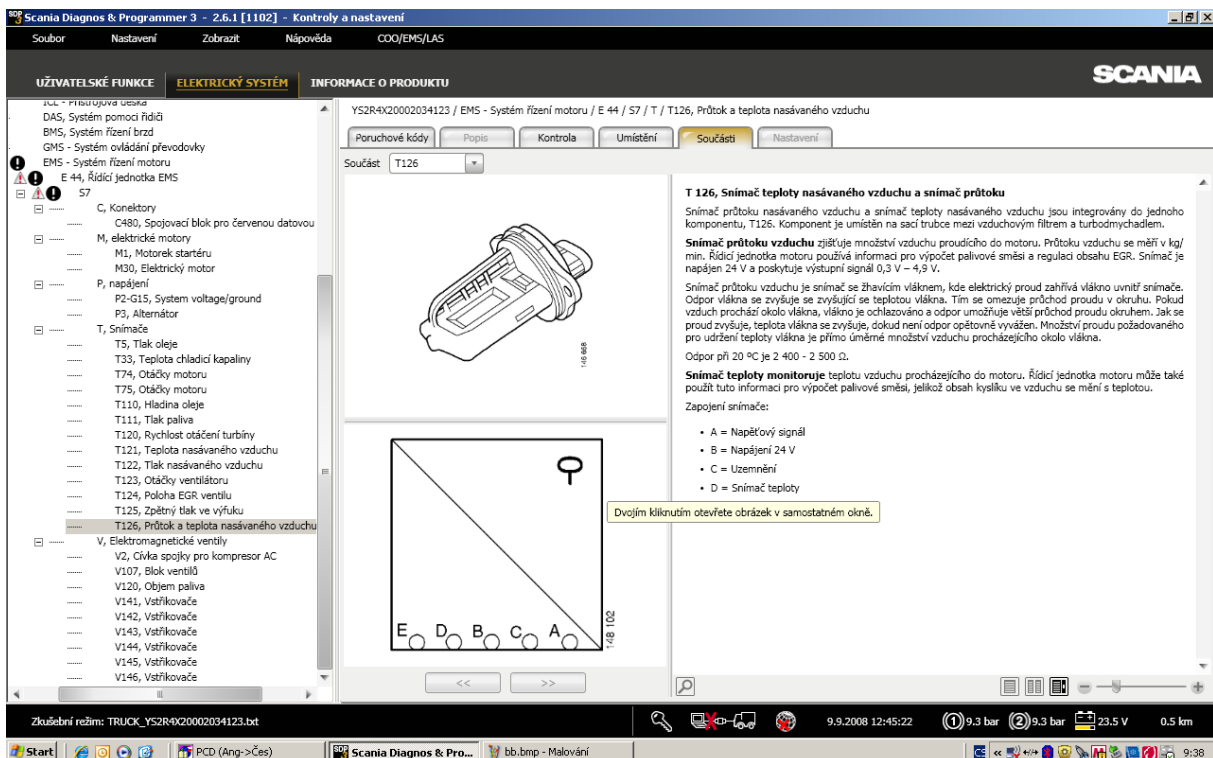 Scania Diagnos & Programmer 3 - 2.6.1 [1102] - Kontroly a nastavení
Soubor Nastavení Zobrazit Nápověda COO/EMS/LAS
SCANIA
UŽIVATELSKÉ FUNKCE ELEKTRICKÝ SYSTÉM INFORMACE O PRODUKTU
ICL - Přístrojová deska
DAS, Systém pomoci řidiči
BMS, Systém řízení brzd
GMS - Systém ovládání převodovky
EMS - Systém řízení motoru
E 44, Řídící jednotka EMS
S7
C, Konektory
C480, Spojovací blok pro červenou datovou
M, elektrické motory
M1, Motorek startéru
M30, Elektrický motor
P, napájení
P2-G15, System voltage/ground
P3, Alternátor
T, Snímače
T5, Tlak oleje
T33, Teplota chladicí kapaliny
T74, Otáčky motoru
T75, Otáčky motoru
T110, Hladina oleje
T111, Tlak paliva
T120, Rychlost otáčení turbíny
T121, Teplota nasávaného vzduchu
T122, Tlak nasávaného vzduchu
T123, Otáčky ventilátoru
T124, Poloha EGR ventilu
T125, Zpětný tlak ve výfuku
T126, Průtok a teplota nasávaného vzduchu
V, Elektromagnetické ventily
V2, Cívka spojky pro kompresor AC
V107, Blok ventilů
V120, Objem paliva
V141, Vstřikovače
V142, Vstřikovače
V143, Vstřikovače
V144, Vstřikovače
V145, Vstřikovače
V146, Vstřikovače
YS2R4X20002034123 / EMS - Systém řízení motoru / E 44 / S7 / T / T126, Průtok a teplota nasávaného vzduchu
Poruchové kódy Popis Kontrola Umístění Součásti Nastavení
Součást T126
146 668
E D B C A
148 102
<< >>
T 126, Snímač teploty nasávaného vzduchu a snímač průtoku
Snímač průtoku nasávaného vzduchu a snímač teploty nasávaného vzduchu jsou integrovány do jednoho
komponentu, T126. Komponent je umístěn na sací trubce mezi vzduchovým filtrem a turbodmychadlem.
Snímač průtoku vzduchu zjišťuje množství vzduchu proudícího do motoru. Průtoku vzduchu se měří v kg/
min. Řídicí jednotka motoru používá informaci pro výpočet palivové směsi a regulaci obsahu EGR. Snímač je
napájen 24 V a poskytuje výstupní signál 0,3 V – 4,9 V.
Snímač průtoku vzduchu je snímač se žhavícím vláknem, kde elektrický proud zahřívá vlákno uvnitř snímače.
Odpor vlákna se zvyšuje se zvyšující se teplotou vlákna. Tím se omezuje průchod proudu v okruhu. Pokud
vzduch prochází okolo vlákna, vlákno je ochlazováno a odpor umožňuje větší průchod proudu okruhem. Jak se
proud zvyšuje, teplota vlákna se zvyšuje, dokud není odpor opětovně vyvážen. Množství proudu požadovaného
pro udržení teploty vlákna je přímo úměrné množství vzduchu procházejícího okolo vlákna.
Odpor při 20 ºC je 2 400 - 2 500 Ω.
Snímač teploty monitoruje teplotu vzduchu procházejícího do motoru. Řídicí jednotka motoru může také
použít tuto informaci pro výpočet palivové směsi, jelikož obsah kyslíku ve vzduchu se mění s teplotou.
Zapojení snímače:
• A = Napěťový signál
• B = Napájení 24 V
• C = Uzemnění
• D = Snímač teploty
Dvojím kliknutím otevřete obrázek v samostatném okně.
Zkušební režim: TRUCK_YS2R4X20002034123.txt 9.9.2008 12:45:22 (1) 9.3 bar (2) 9.3 bar 23.5 V 0.5 km
Start PCD (Ang->Čes) Scania Diagnos & Pro... bb.bmp - Malování CS « 9:38